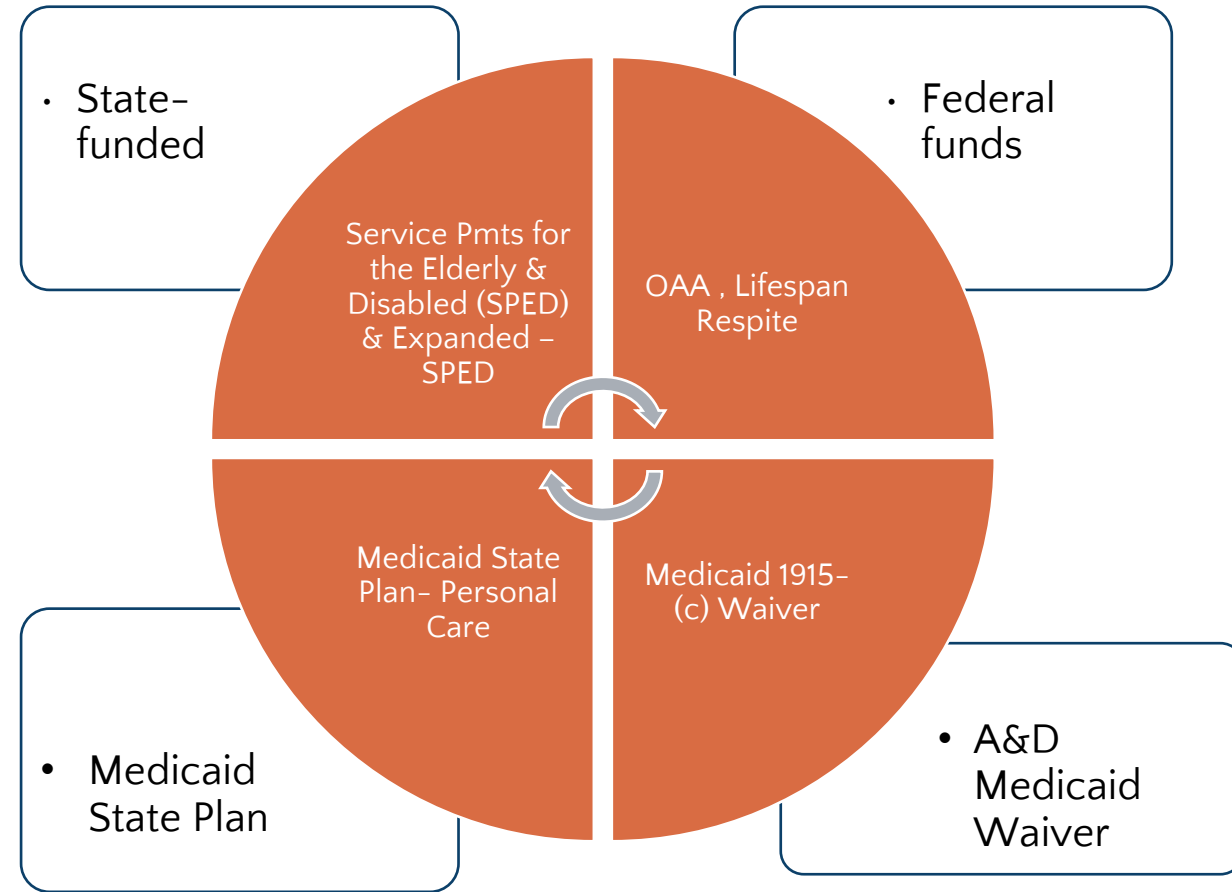 • State-
funded
• Federal
funds
Service Pmts for
the Elderly &
Disabled (SPED)
& Expanded –
SPED
OAA , Lifespan
Respite
Medicaid State
Plan- Personal
Care
Medicaid 1915-
(c) Waiver
• Medicaid
State Plan
• A&D
Medicaid
Waiver